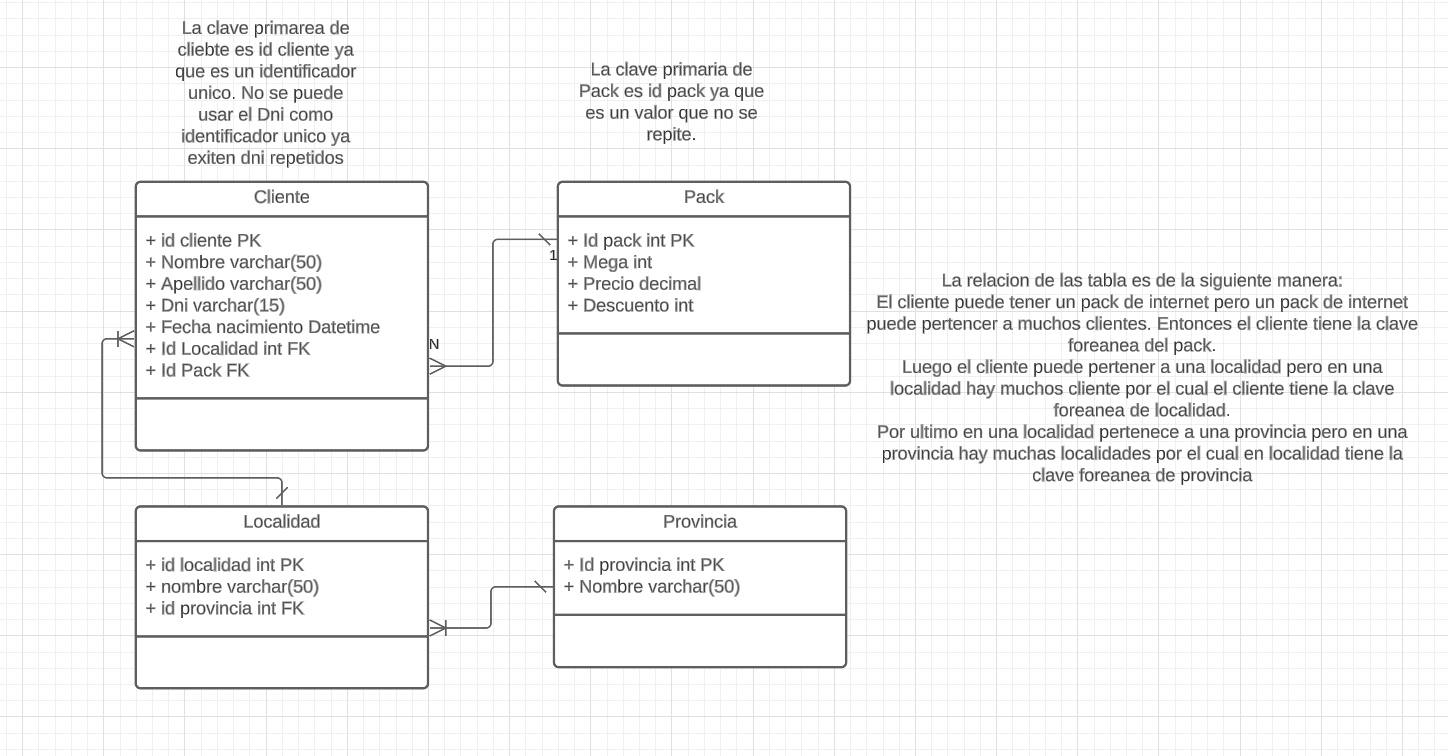 La clave primarea de
cliebte es id cliente ya
que es un identificador
unico. No se puede
usar el Dni como
identificador unico ya
exiten dni repetidos
La clave primaria de
Pack es id pack ya que
es un valor que no se
repite.
Cliente
+ id cliente PK
+ Nombre varchar(50)
+ Apellido varchar(50)
+ Dni varchar(15)
+ Fecha nacimiento Datetime
+ Id Localidad int FK
+ Id Pack FK
N
1
Pack
+ Id pack int PK
+ Mega int
+ Precio decimal
+ Descuento int
La relacion de las tabla es de la siguiente manera:
El cliente puede tener un pack de internet pero un pack de internet
puede pertencer a muchos clientes. Entonces el cliente tiene la clave
foreanea del pack.
Luego el cliente puede pertener a una localidad pero en una
localidad hay muchos cliente por el cual el cliente tiene la clave
foreanea de localidad.
Por ultimo en una localidad pertenece a una provincia pero en una
provincia hay muchas localidades por el cual en localidad tiene la
clave foreanea de provincia
Localidad
+ id localidad int PK
+ nombre varchar(50)
+ id provincia int FK
Provincia
+ Id provincia int PK
+ Nombre varchar(50)